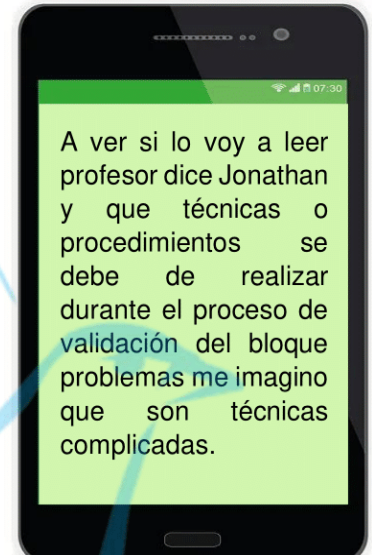 07:30
A ver si lo voy a leer
profesor dice Jonathan
y que técnicas o
procedimientos se
debe de realizar
durante el proceso de
validación del bloque
problemas me imagino
que son técnicas
complicadas.